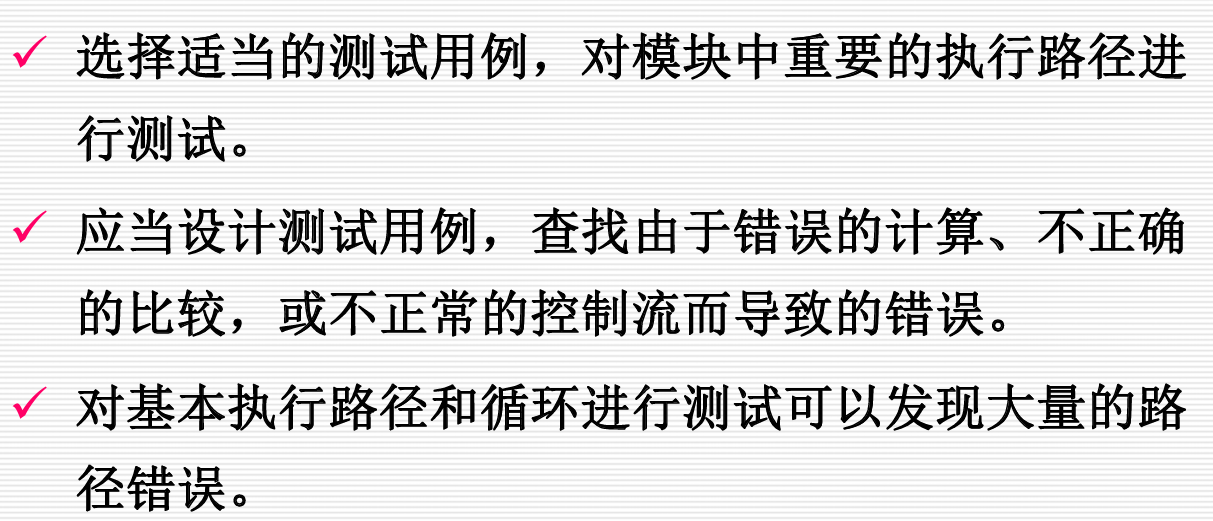 ✓ 选择适当的测试用例，对模块中重要的执行路径进
行测试。
✓ 应当设计测试用例，查找由于错误的计算、不正确
的比较，或不正常的控制流而导致的错误。
✓ 对基本执行路径和循环进行测试可以发现大量的路
径错误。